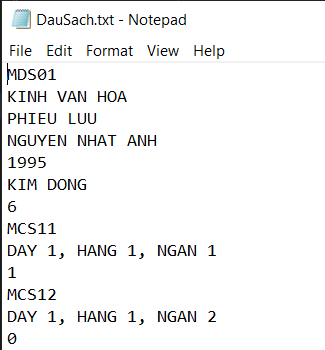 DauSach.txt - Notepad
File Edit Format View Help
MDS01
KINH VAN HOA
PHIEU LUU
NGUYEN NHAT ANH
1995
KIM DONG
6
MCS11
DAY 1, HANG 1, NGAN 1
1
MCS12
DAY 1, HANG 1, NGAN 2
0